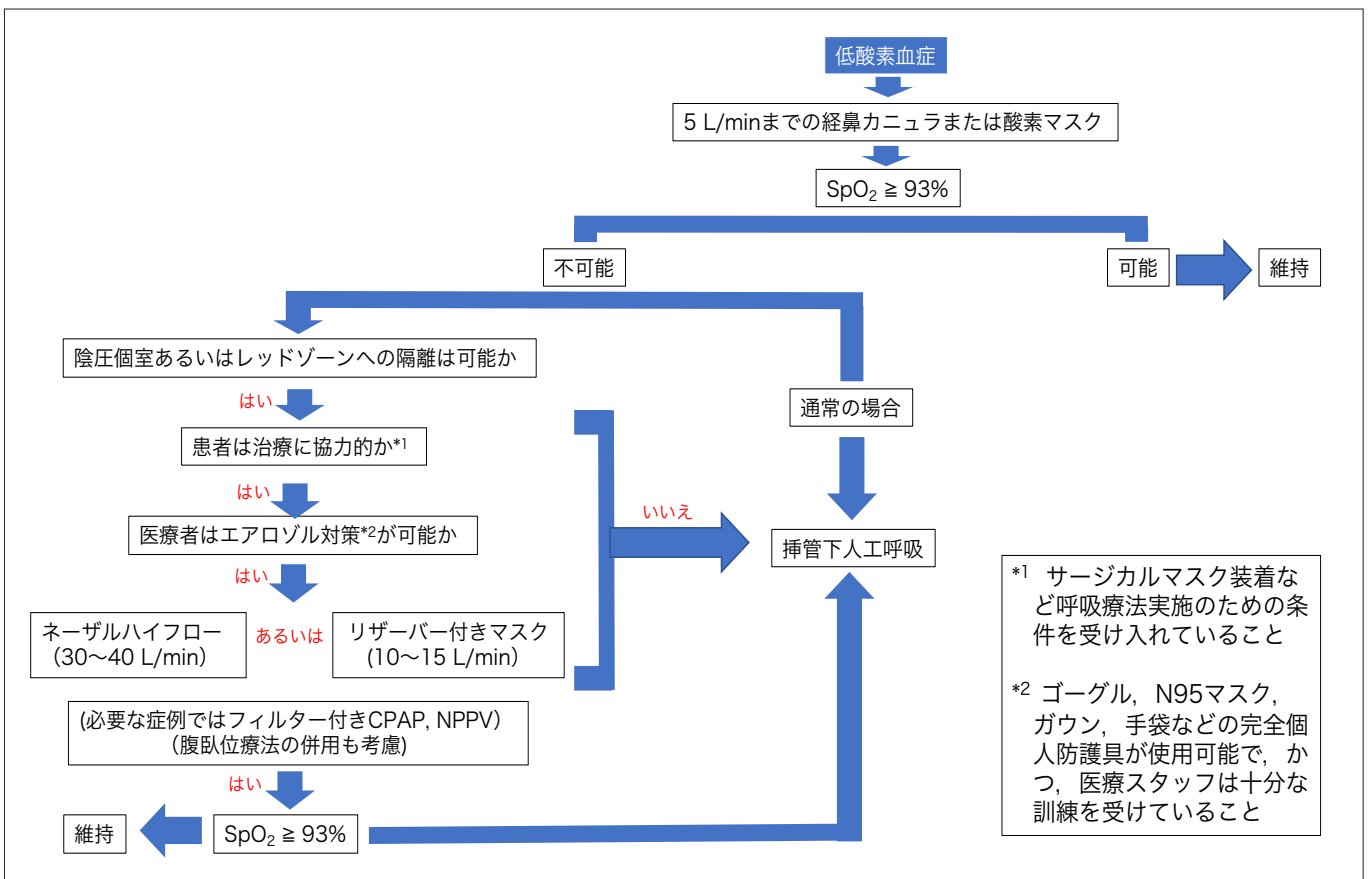 低酸素血症
5 L/minまでの経鼻カニュラまたは酸素マスク
SpO₂ ≧ 93%
不可能
可能
維持
陰圧個室あるいはレッドゾーンへの隔離は可能か
はい
通常の場合
患者は治療に協力的か*1
はい
医療者はエアロゾル対策*2が可能か
いいえ
挿管下人工呼吸
はい
ネーザルハイフロー
（30〜40 L/min）
あるいは
リザーバー付きマスク
(10〜15 L/min）
(必要な症例ではフィルター付きCPAP, NPPV）
（腹臥位療法の併用も考慮)
はい
維持
SpO₂ ≧ 93%
*1 サージカルマスク装着な
ど呼吸療法実施のための条
件を受け入れていること
*2 ゴーグル，N95マスク，
ガウン，手袋などの完全個
人防護具が使用可能で，か
つ，医療スタッフは十分な
訓練を受けていること